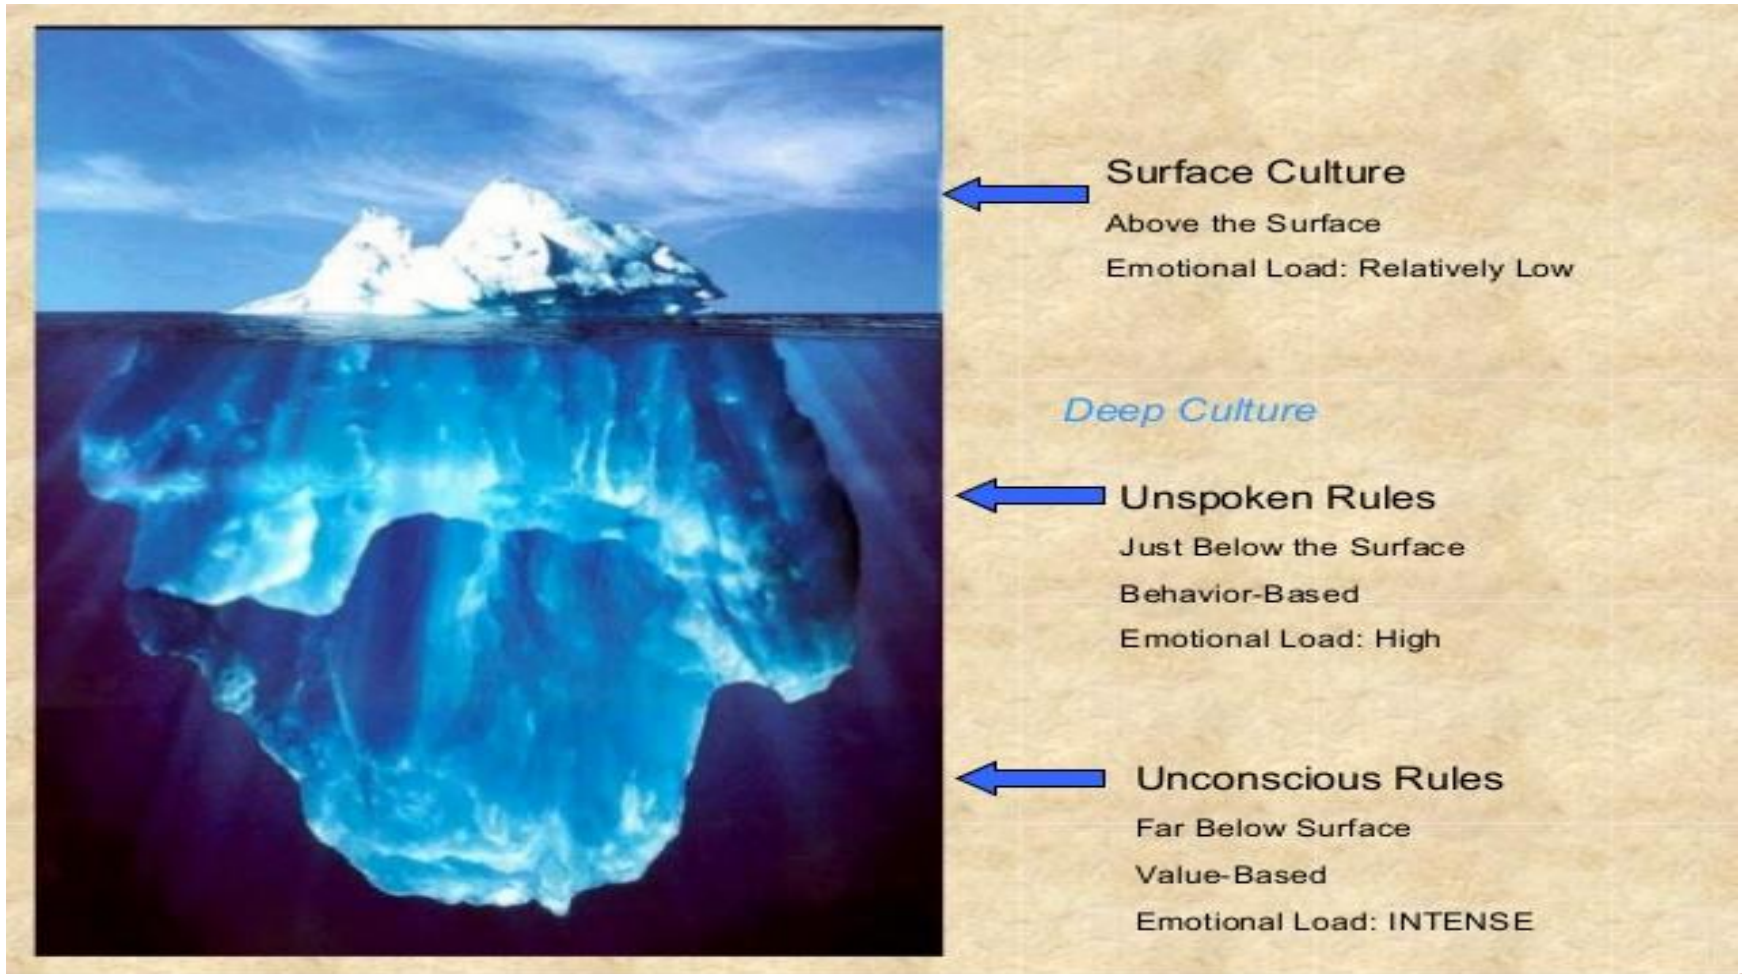 Surface Culture
Above the Surface
Emotional Load: Relatively Low
Deep Culture
Unspoken Rules
Just Below the Surface
Behavior-Based
Emotional Load: High
Unconscious Rules
Far Below Surface
Value-Based
Emotional Load: INTENSE